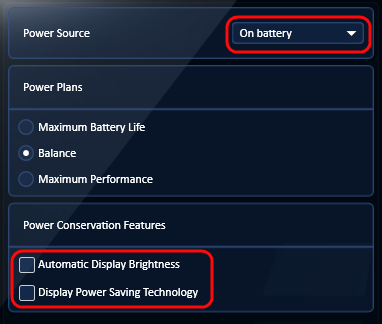 Power Source
On battery
Power Plans
Maximum Battery Life
Balance
Maximum Performance
Power Conservation Features
Automatic Display Brightness
Display Power Saving Technology